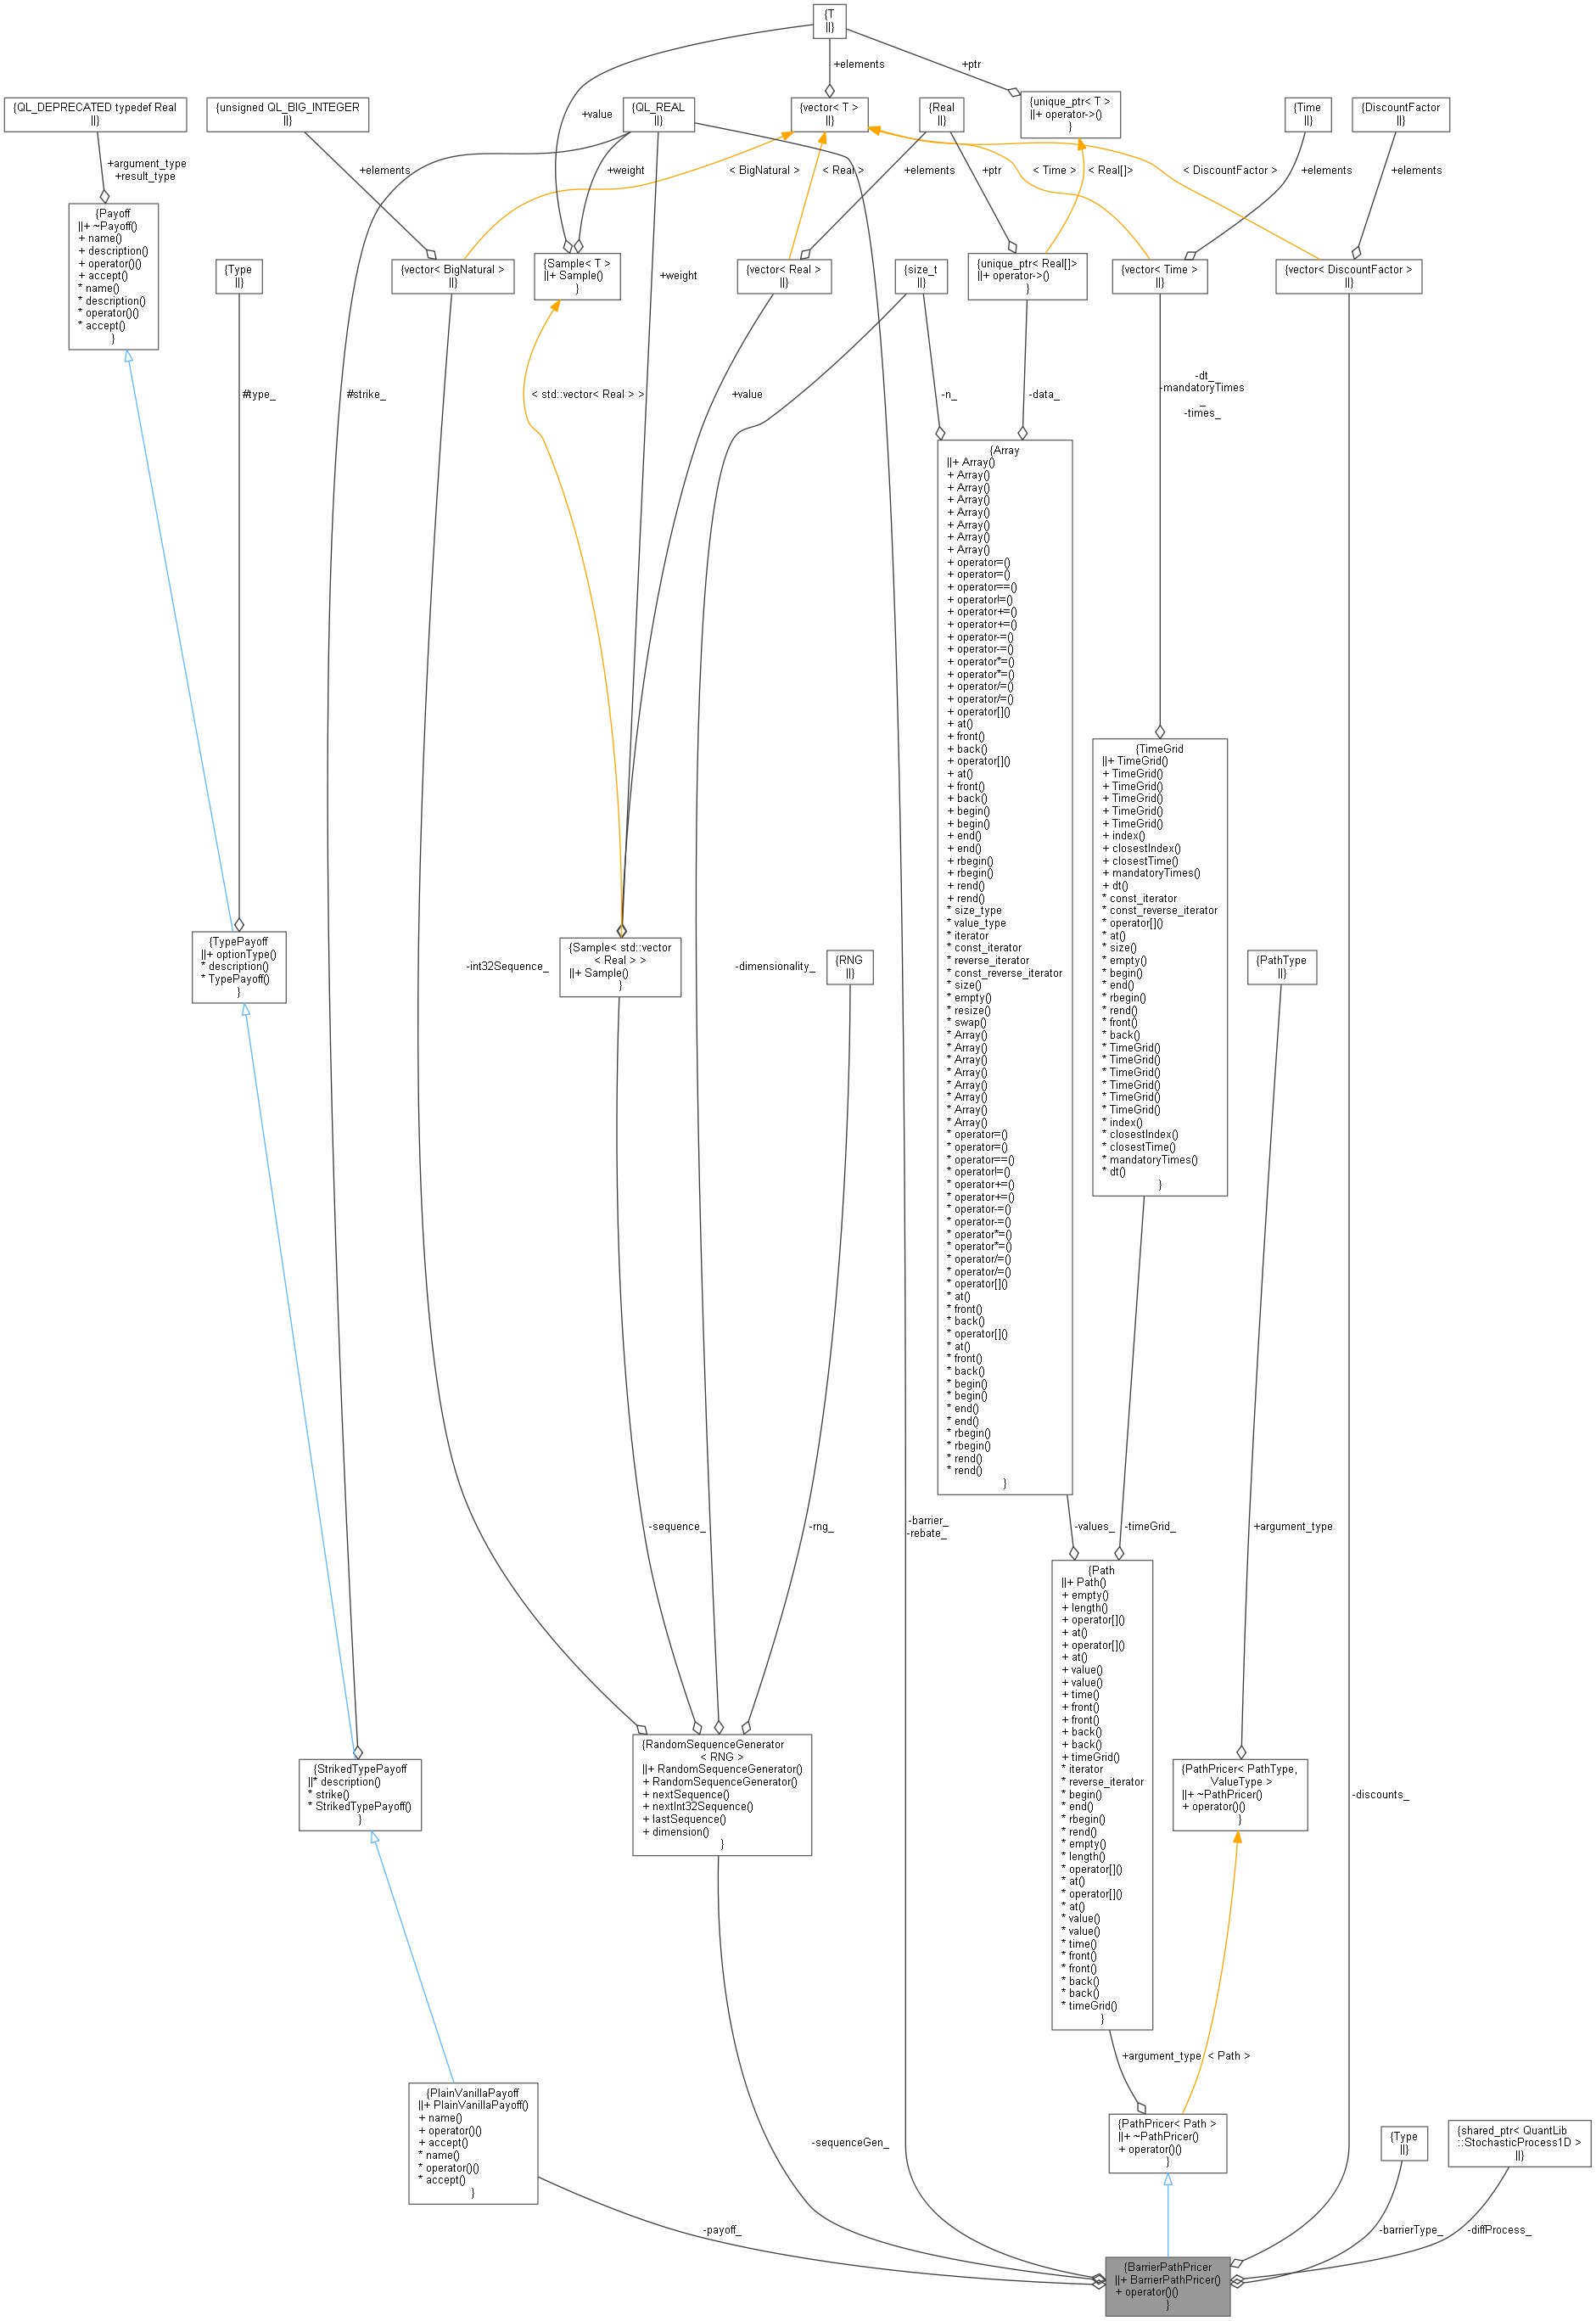 {T
||}
+elements
+ptr
+value
{QL_DEPRECATED typedef Real
||}
{unsigned QL_BIG_INTEGER
||}
{QL_REAL
||}
{vector< T >
||}
{Real
||}
{unique_ptr< T >
||+ operator->()
}
{Time
||}
{DiscountFactor
||}
+argument_type
+result_type
+elements
+weight
< BigNatural >
< Real >
+elements
+ptr
< Time >
< Real[]>
< DiscountFactor >
+elements
+elements
{Payoff
||+ ~Payoff()
+ name()
+ description()
+ operator()()
+ accept()
* name()
* description()
* operator()()
* accept()
}
{Type
||}
{vector< BigNatural >
||}
{Sample< T >
||+ Sample()
}
+weight
{vector< Real >
||}
{size_t
||}
{unique_ptr< Real[]>
||+ operator->()
}
{vector< Time >
||}
{vector< DiscountFactor >
||}
#type_
#strike_
< std::vector< Real > >
+value
-n_
-data_
-dt_
-mandatoryTimes
_
-times_
{Array
||+ Array()
+ Array()
+ Array()
+ Array()
+ Array()
+ Array()
+ Array()
+ Array()
+ operator=()
+ operator=()
+ operator==()
+ operator!=()
+ operator+=()
+ operator+=()
+ operator-=()
+ operator-=()
+ operator*=()
+ operator*=()
+ operator/=()
+ operator/=()
+ operator[]()
+ at()
+ front()
+ back()
+ operator[]()
+ at()
+ front()
+ back()
+ begin()
+ begin()
+ end()
+ end()
+ rbegin()
+ rbegin()
+ rend()
+ rend()
* size_type
* value_type
* iterator
* const_iterator
* reverse_iterator
* const_reverse_iterator
* size()
* empty()
* resize()
* swap()
* Array()
* Array()
* Array()
* Array()
* Array()
* Array()
* Array()
* Array()
* operator=()
* operator=()
* operator==()
* operator!=()
* operator+=()
* operator+=()
* operator-=()
* operator-=()
* operator*=()
* operator*=()
* operator/=()
* operator/=()
* operator[]()
* at()
* front()
* back()
* operator[]()
* at()
* front()
* back()
* begin()
* begin()
* end()
* end()
* rbegin()
* rbegin()
* rend()
* rend()
}
{TimeGrid
||+ TimeGrid()
+ TimeGrid()
+ TimeGrid()
+ TimeGrid()
+ TimeGrid()
+ TimeGrid()
+ index()
+ closestIndex()
+ closestTime()
+ mandatoryTimes()
+ dt()
* const_iterator
* const_reverse_iterator
* operator[]()
* at()
* size()
* empty()
* begin()
* end()
* rbegin()
* rend()
* front()
* back()
* TimeGrid()
* TimeGrid()
* TimeGrid()
* TimeGrid()
* TimeGrid()
* TimeGrid()
* index()
* closestIndex()
* closestTime()
* mandatoryTimes()
* dt()
}
{TypePayoff
||+ optionType()
* description()
* TypePayoff()
}
-int32Sequence_
{Sample< std::vector
< Real > >
||+ Sample()
}
-dimensionality_
{RNG
||}
{PathType
||}
-sequence_
-rng_
-barrier_
-rebate_
-values_
-timeGrid_
+argument_type
{Path
||+ Path()
+ empty()
+ length()
+ operator[]()
+ at()
+ operator[]()
+ at()
+ value()
+ value()
+ time()
+ front()
+ front()
+ back()
+ back()
+ timeGrid()
* iterator
* reverse_iterator
* begin()
* end()
* rbegin()
* rend()
* empty()
* length()
* operator[]()
* at()
* operator[]()
* at()
* value()
* value()
* time()
* front()
* front()
* back()
* back()
* timeGrid()
}
{StrikedTypePayoff
||* description()
* strike()
* StrikedTypePayoff()
}
{RandomSequenceGenerator
< RNG >
||+ RandomSequenceGenerator()
+ RandomSequenceGenerator()
+ nextSequence()
+ nextInt32Sequence()
+ lastSequence()
+ dimension()
}
{PathPricer< PathType,
ValueType >
||+ ~PathPricer()
+ operator()()
}
-discounts_
+argument_type
< Path >
{PlainVanillaPayoff
||+ PlainVanillaPayoff()
+ name()
+ operator()()
+ accept()
* name()
* operator()()
* accept()
}
-sequenceGen_
{PathPricer< Path >
||+ ~PathPricer()
+ operator()()
}
{Type
||}
{shared_ptr< QuantLib
::StochasticProcess1D >
||}
-payoff_
-barrierType_
-diffProcess_
{BarrierPathPricer
||+ BarrierPathPricer()
+ operator()()
}